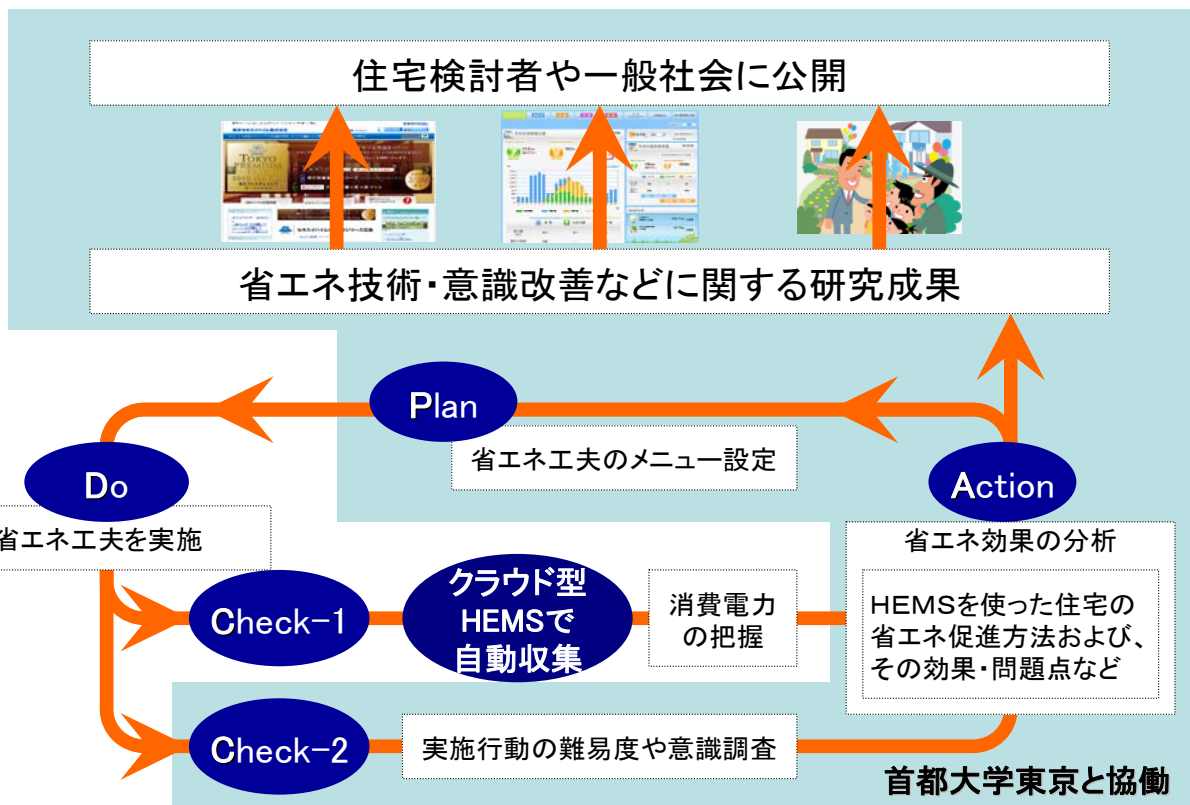 住宅検討者や一般社会に公開
TOKYO
PREMIUM
省エネ技術・意識改善などに関する研究成果
Plan
省エネ工夫のメニュー設定
Do
省エネ工夫を実施
Action
省エネ効果の分析
HEMSを使った住宅の
省エネ促進方法および、
その効果・問題点など
Check-1
クラウド型
HEMSで
自動収集
消費電力
の把握
Check-2
実施行動の難易度や意識調査
首都大学東京と協働